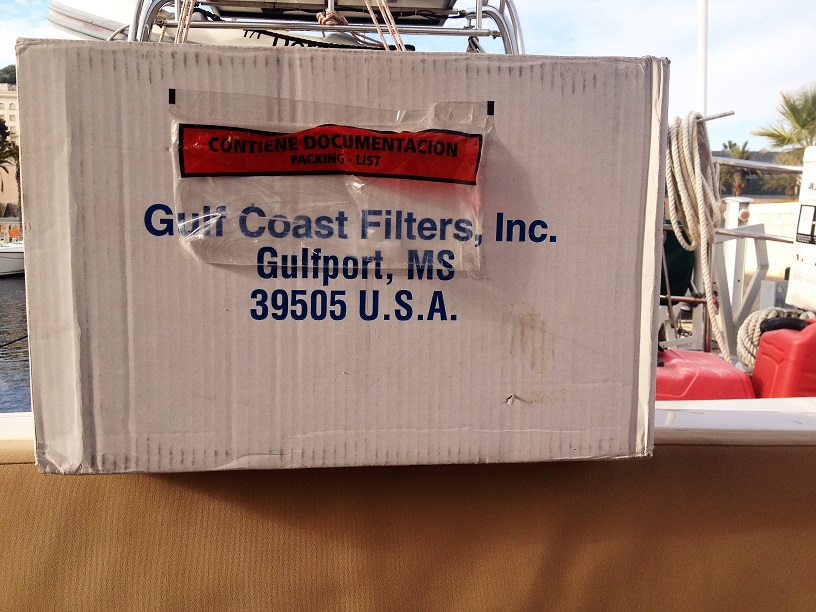 CONTIENE DOCUMENTACION
PACKING - LIST
Gulf Coast Filters, Inc.
Gulfport, MS
39505 U.S.A.